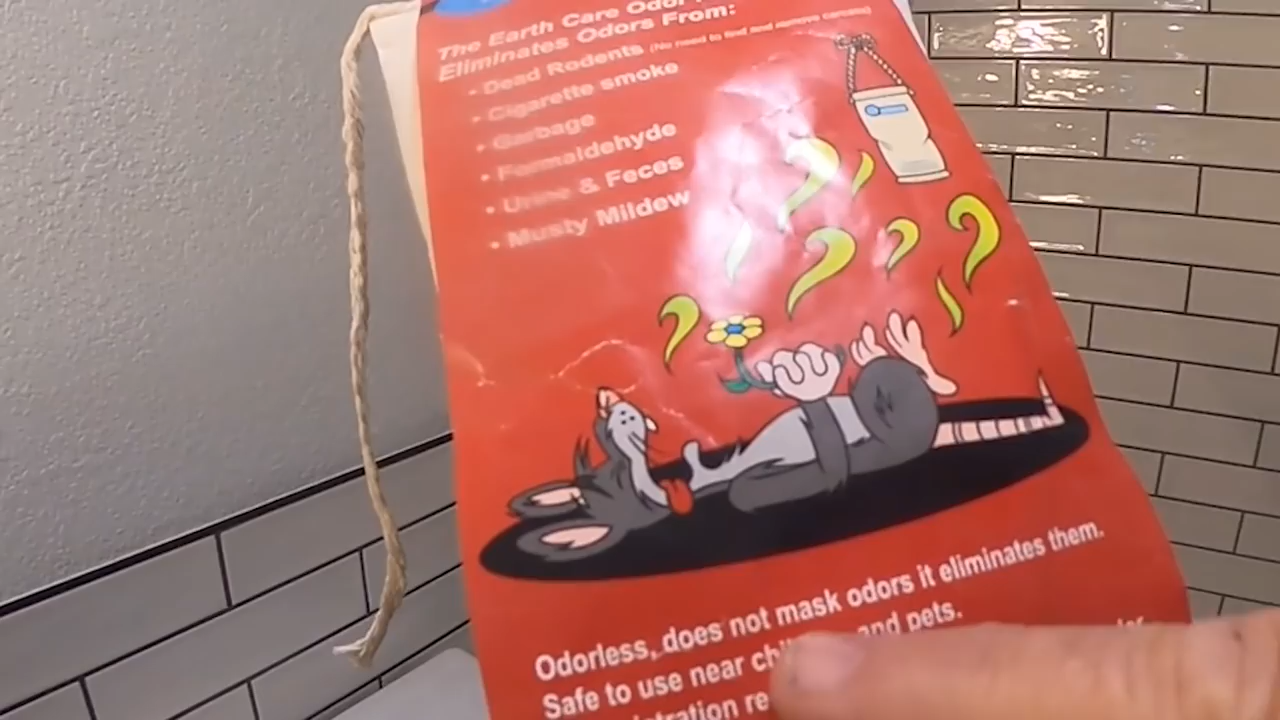 The Earth Care Odor
Eliminates Odors From:
• Dead Rodents (No need to find and remove carcass)
• Cigarette smoke
• Garbage
• Formaldehyde
• Urine & Feces
• Musty Mildew
Odorless, does not mask odors it eliminates them.
Safe to use near and pets.